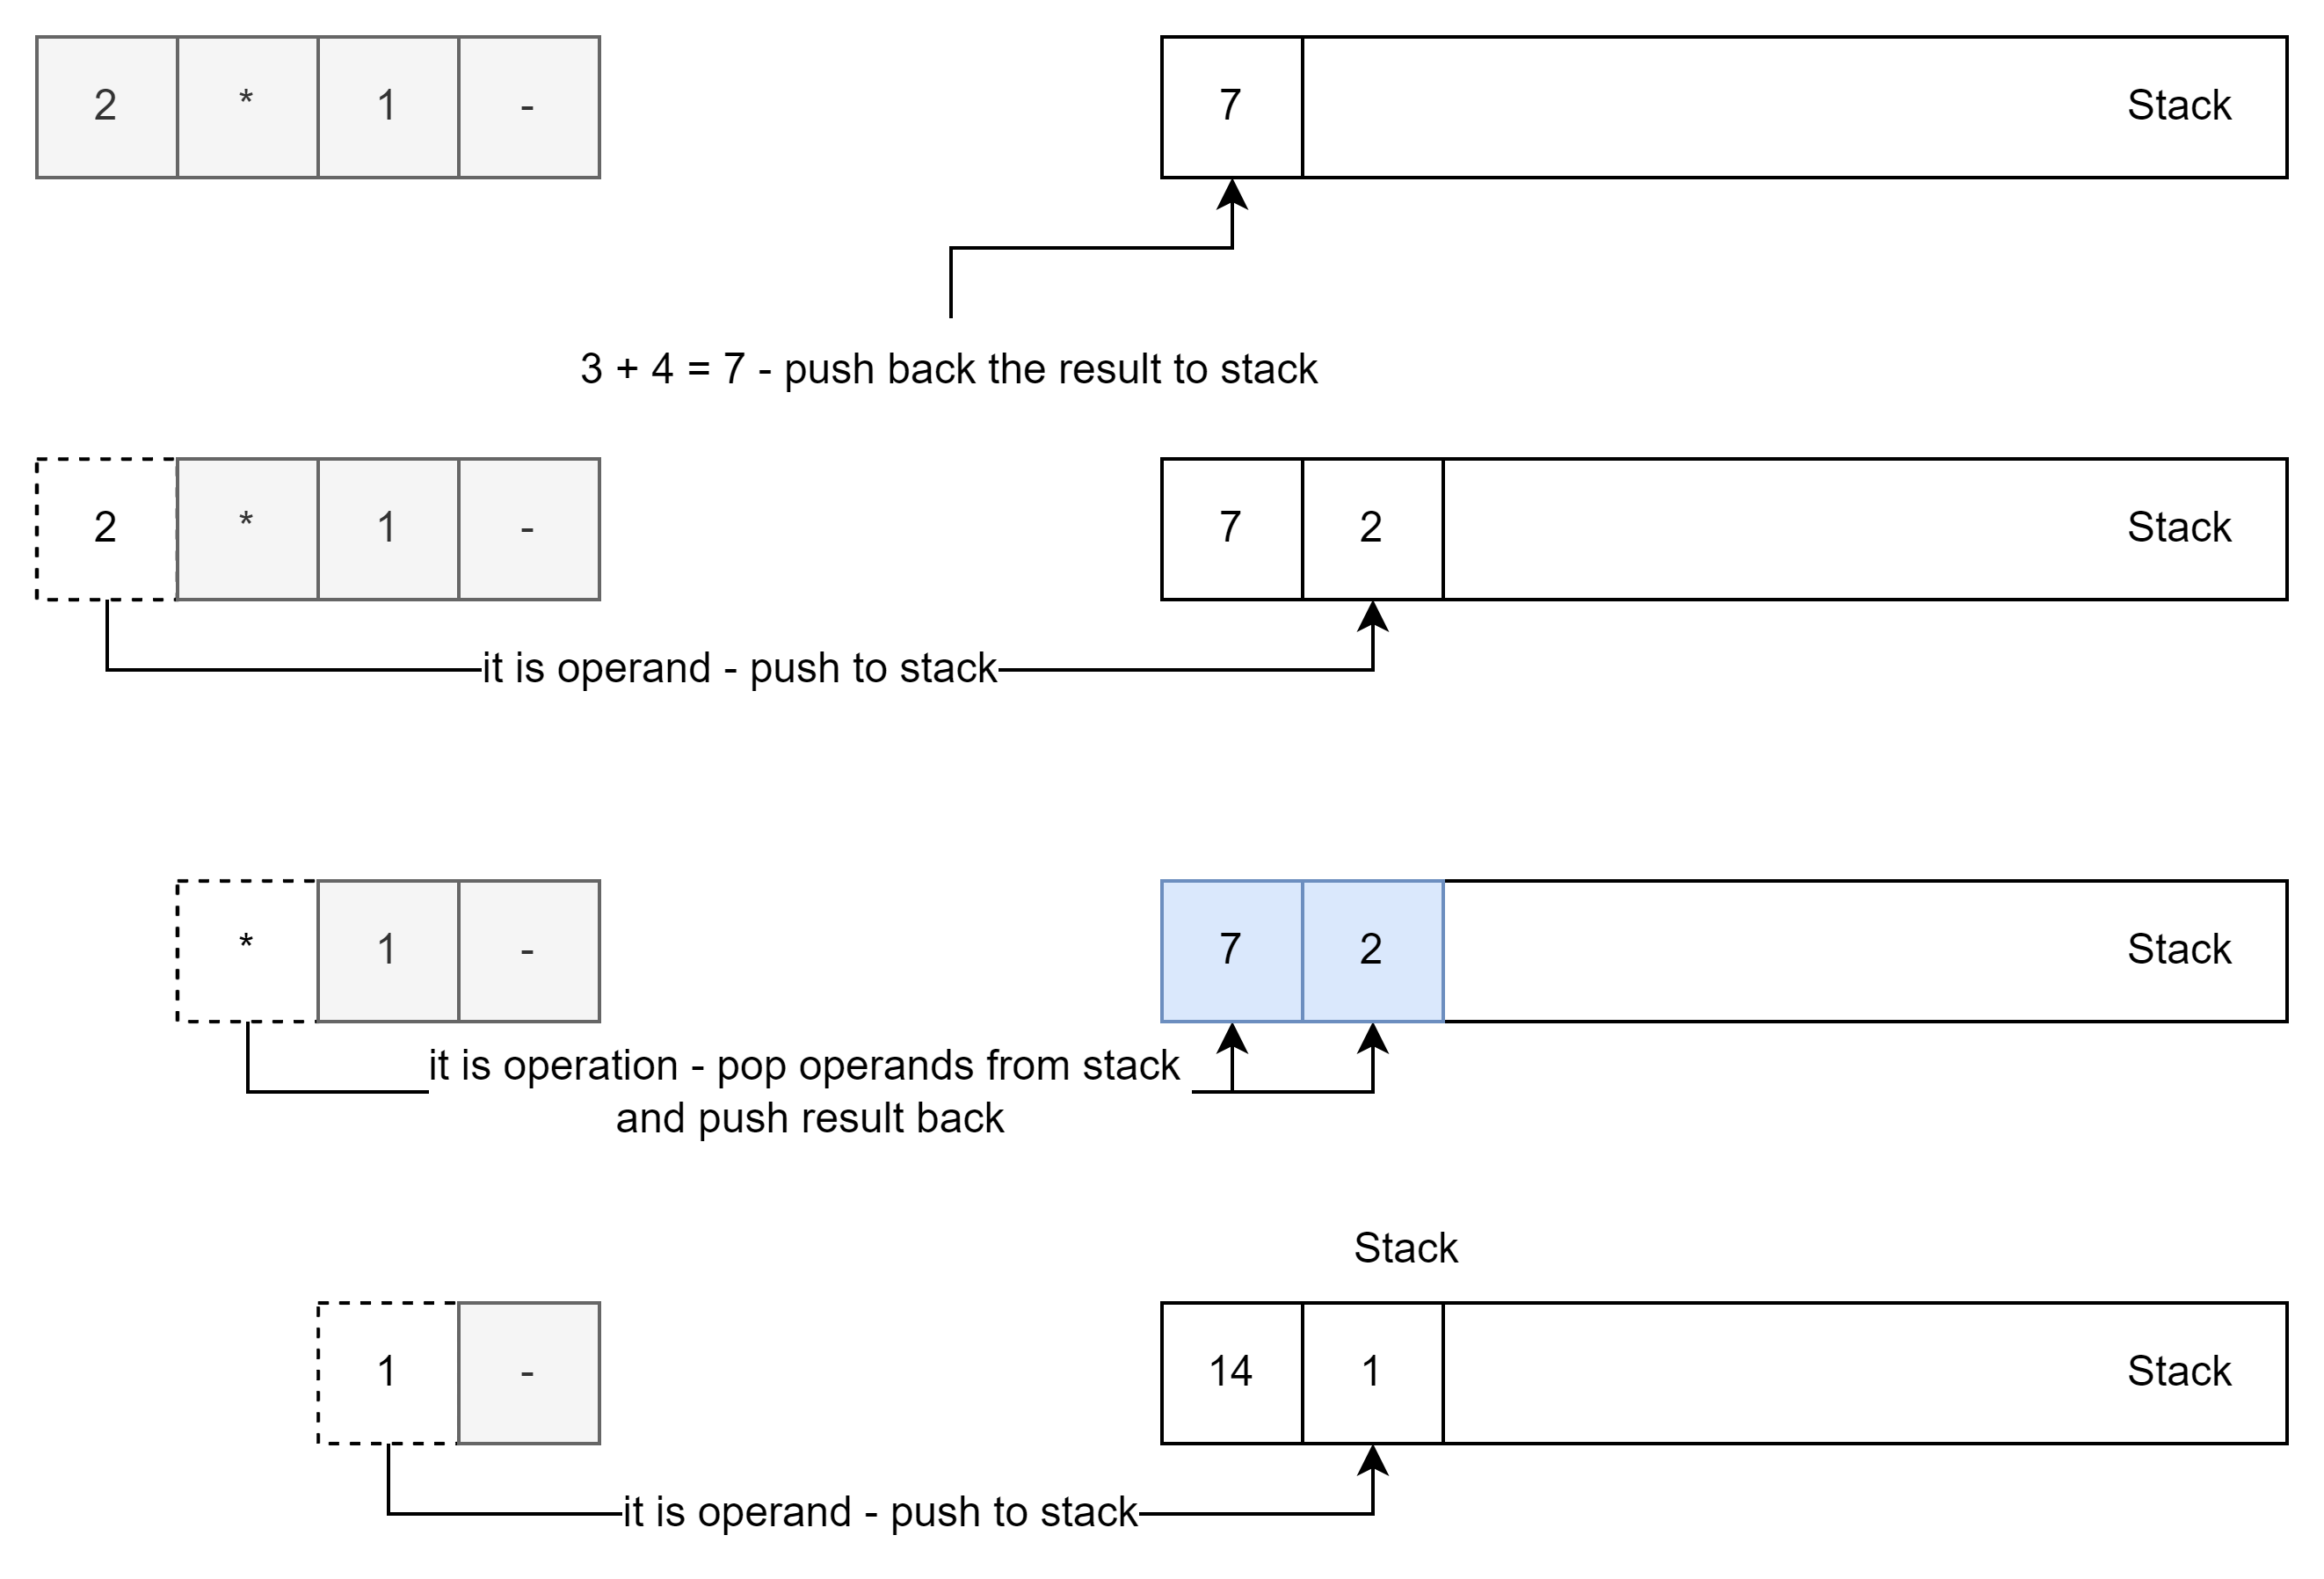 2 * 1 - 7 Stack
3 + 4 = 7 - push back the result to stack
2 * 1 - 7 2 Stack
it is operand - push to stack
* 1 - 7 2 Stack
it is operation - pop operands from stack
and push result back
Stack
1 - 14 1 Stack
it is operand - push to stack